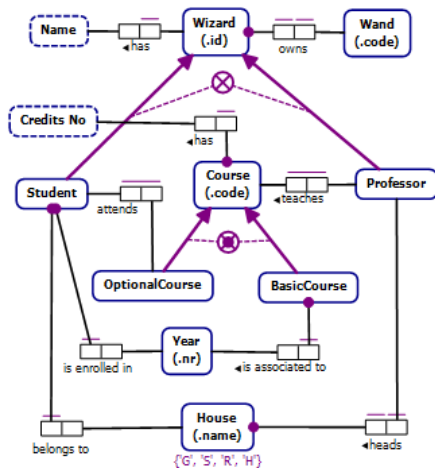 Name
◄has
Wizard
(.id)
owns
Wand
(.code)
Credits No
◄has
Student
attends
Course
(.code)
◄teaches
Professor
OptionalCourse
BasicCourse
is enrolled in
Year
(.nr)
◄is associated to
belongs to
House
(.name)
{'G', 'S', 'R', 'H'}
◄heads